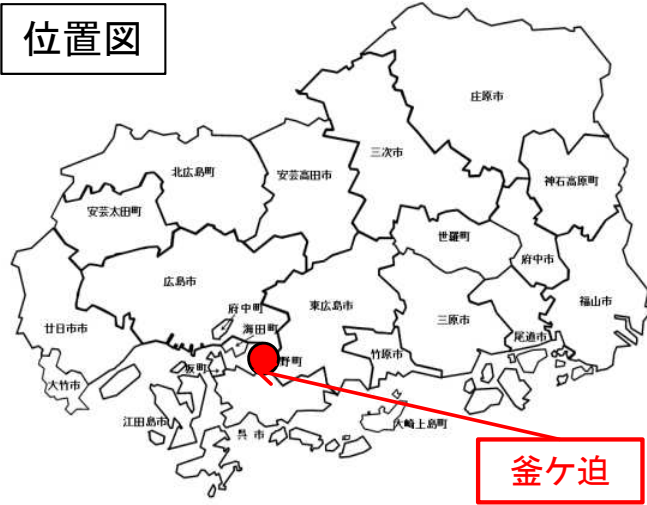 位置図
庄原市
三次市
北広島町
安芸高田市
神石高原町
安芸太田町
世羅町
府中市
広島市
府中町
東広島市
三原市
福山市
海田町
廿日市市
尾道市
竹原市
野町
坂町
大竹市
江田島市
呉市
大崎上島町
釜ケ迫